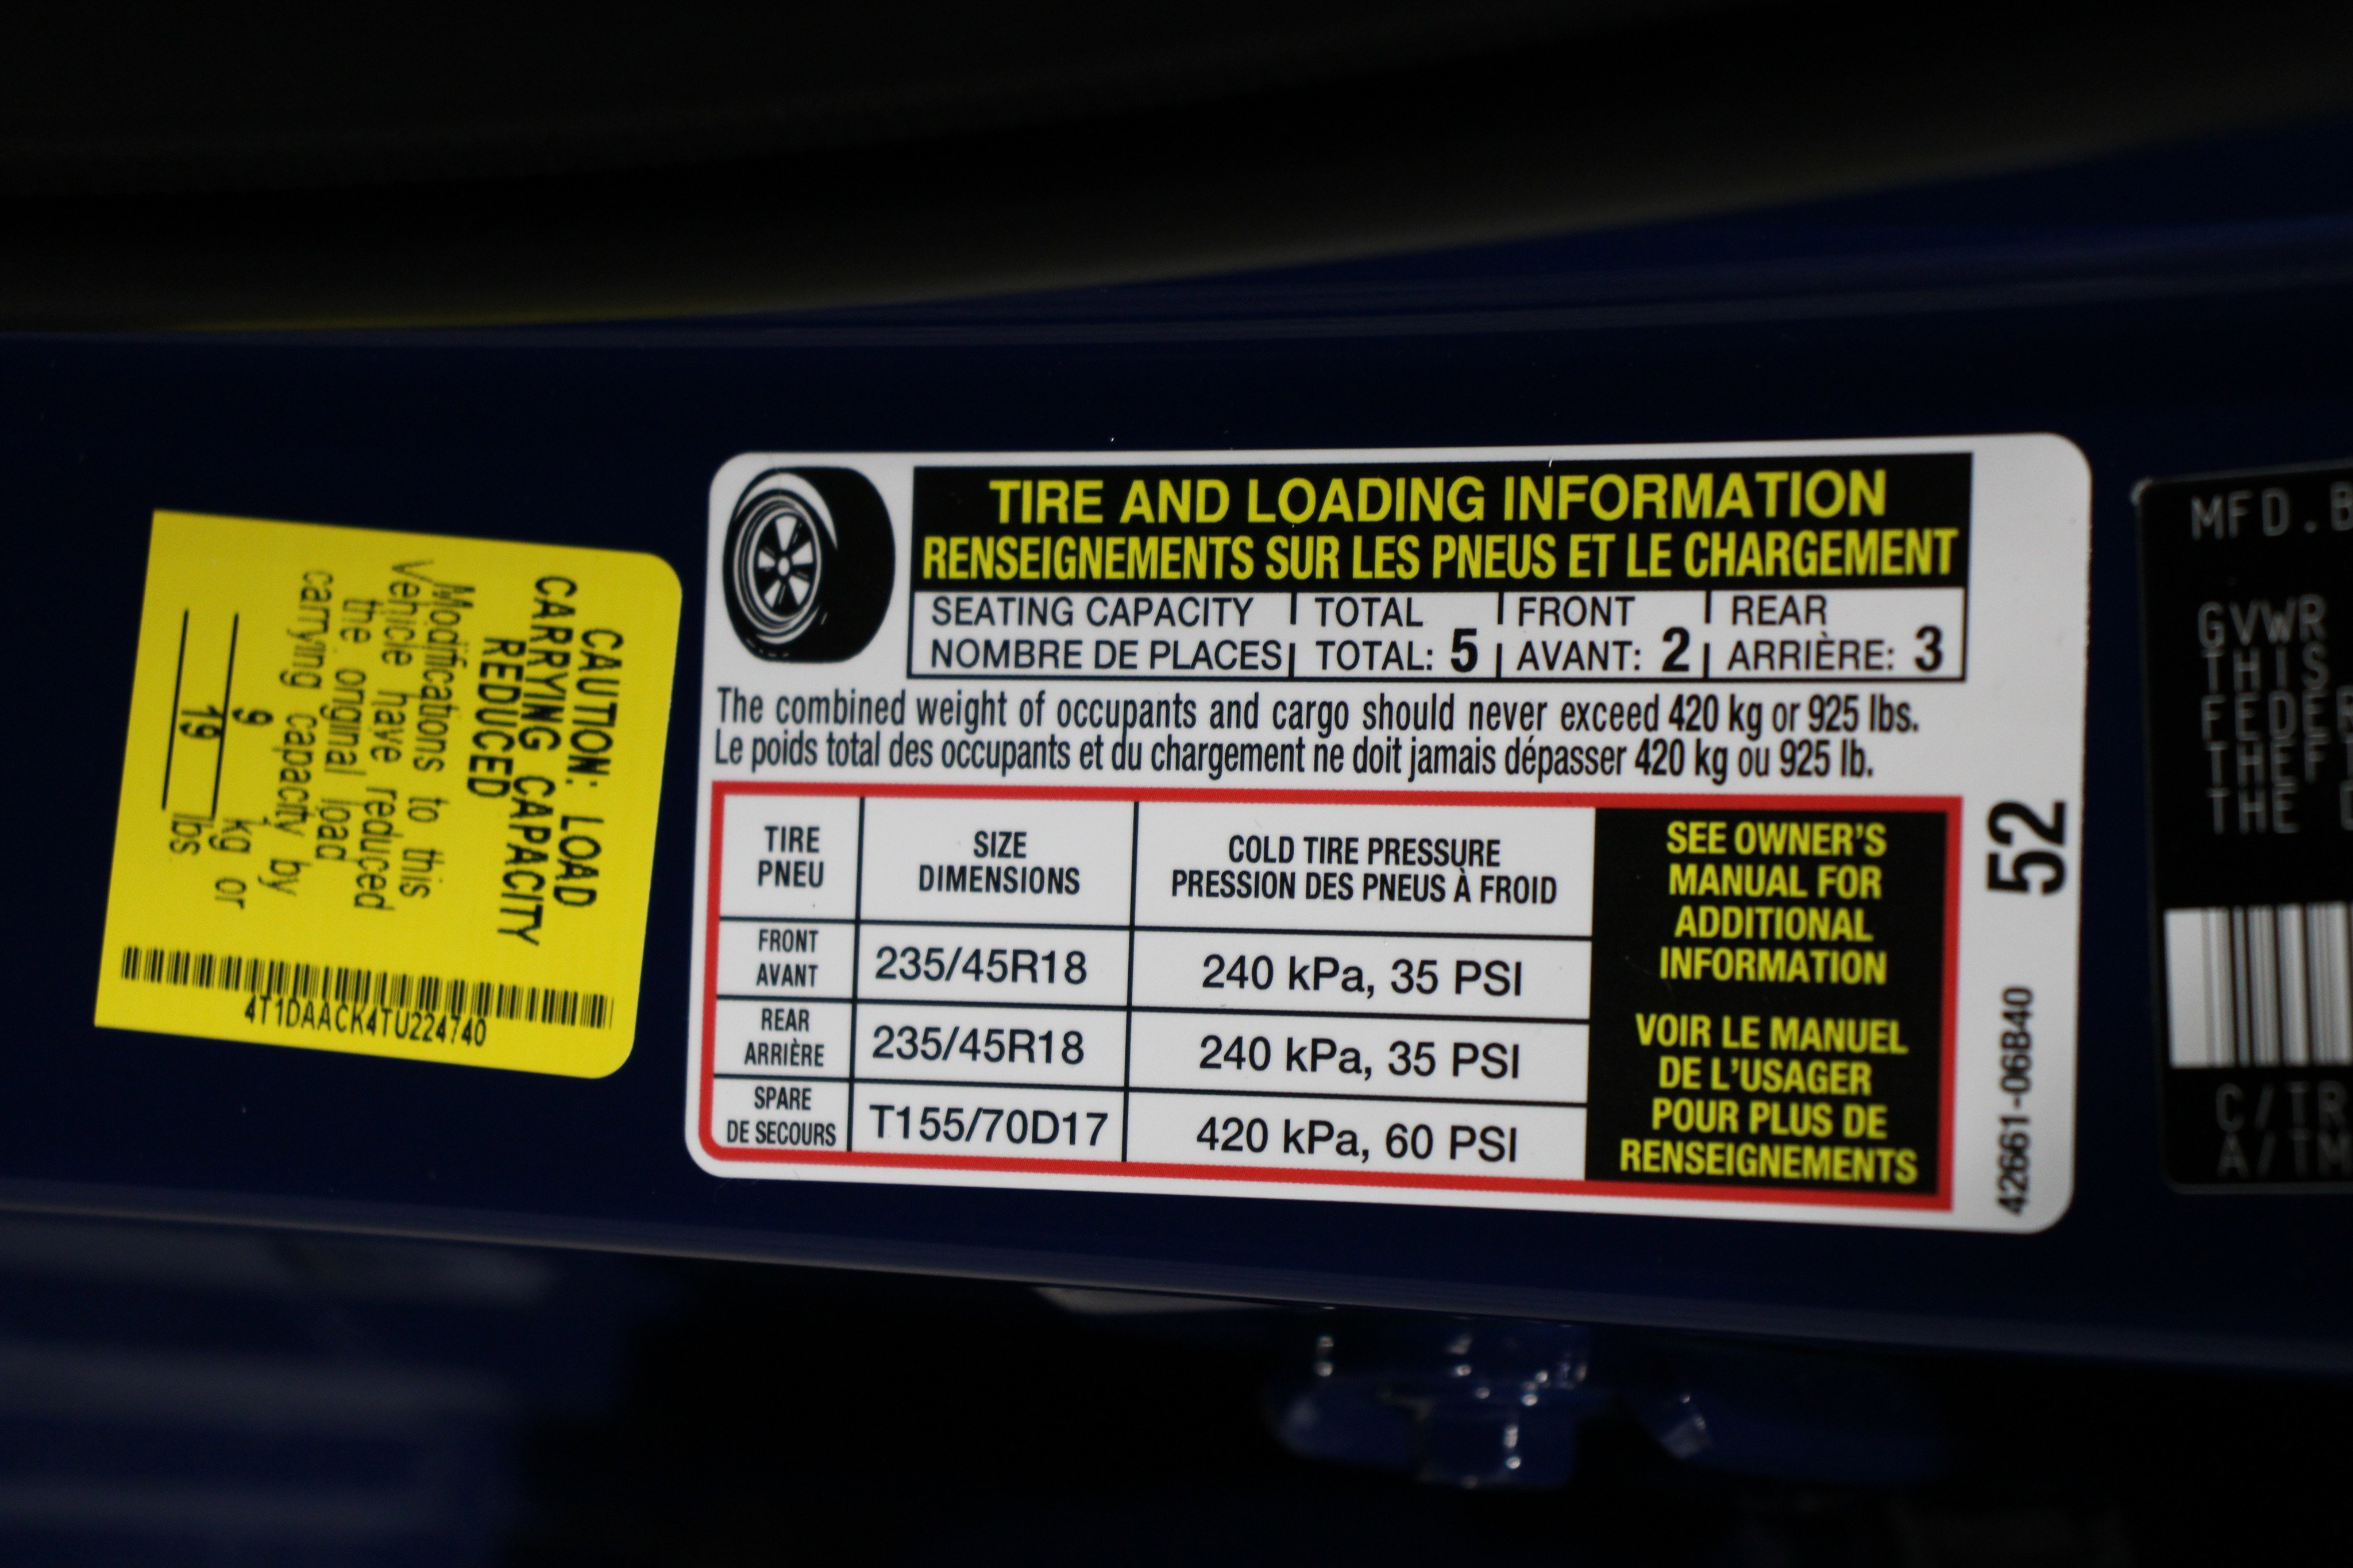 CAUTION: LOAD
CARRYING CAPACITY
REDUCED
Modifications to this
vehicle have reduced
the original load
carrying capacity by
9 kg or
19 lbs
4T1DAACK4TU224740
TIRE AND LOADING INFORMATION
RENSEIGNEMENTS SUR LES PNEUS ET LE CHARGEMENT
SEATING CAPACITY TOTAL FRONT REAR
NOMBRE DE PLACES TOTAL: 5 AVANT: 2 ARRIÈRE: 3
The combined weight of occupants and cargo should never exceed 420 kg or 925 lbs.
Le poids total des occupants et du chargement ne doit jamais dépasser 420 kg ou 925 lb.
TIRE
PNEU
SIZE
DIMENSIONS
COLD TIRE PRESSURE
PRESSION DES PNEUS À FROID
FRONT
AVANT
235/45R18
240 kPa, 35 PSI
REAR
ARRIÈRE
235/45R18
240 kPa, 35 PSI
SPARE
DE SECOURS
T155/70D17
420 kPa, 60 PSI
SEE OWNER'S
MANUAL FOR
ADDITIONAL
INFORMATION
VOIR LE MANUEL
DE L'USAGER
POUR PLUS DE
RENSEIGNEMENTS
52
42661-06B40
MFD.
GVWR
THIS
THE